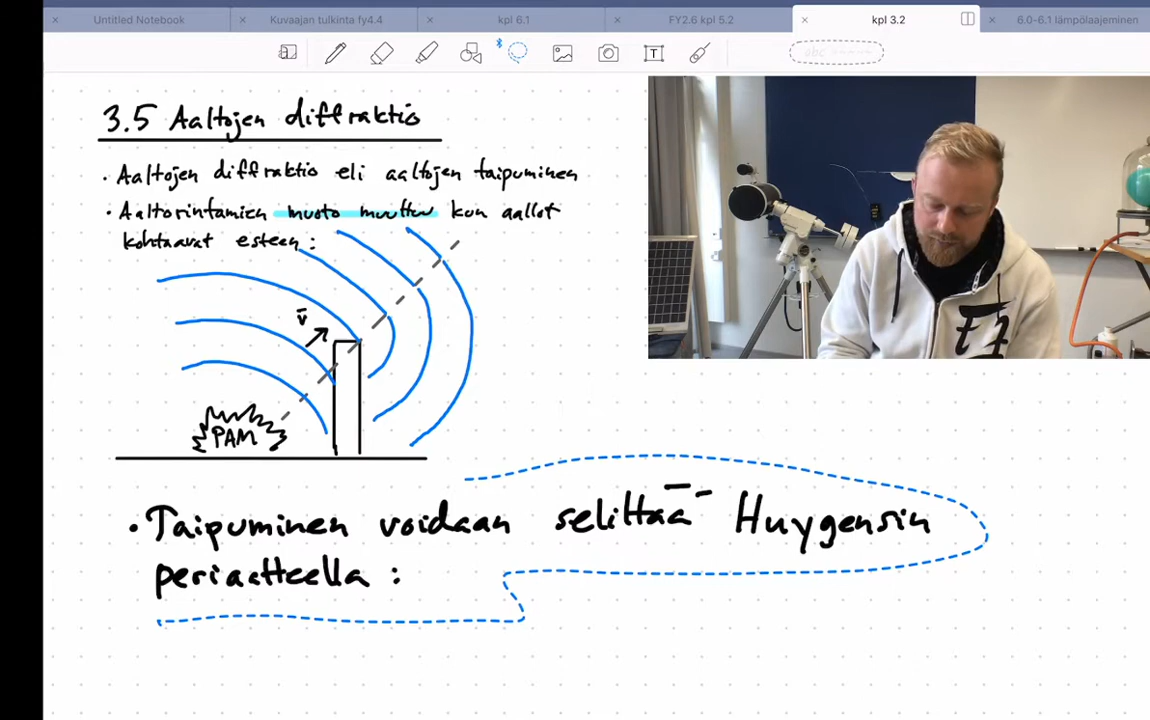 Untitled Notebook
Kuvaajan tulkinta fy4.4
kpl 6.1
FY2.6 kpl 5.2
kpl 3.2
6.0-6.1 lämpölaajeneminen
3.5 Aaltojen diffraktio
• Aaltojen diffraktio eli aaltojen taipuminen
• Aaltorintamien muoto muuttuu kun aallot
kohtaavat esteen:
v̄
PAM
• Taipuminen voidaan selittää Huygensin
periaatteella: